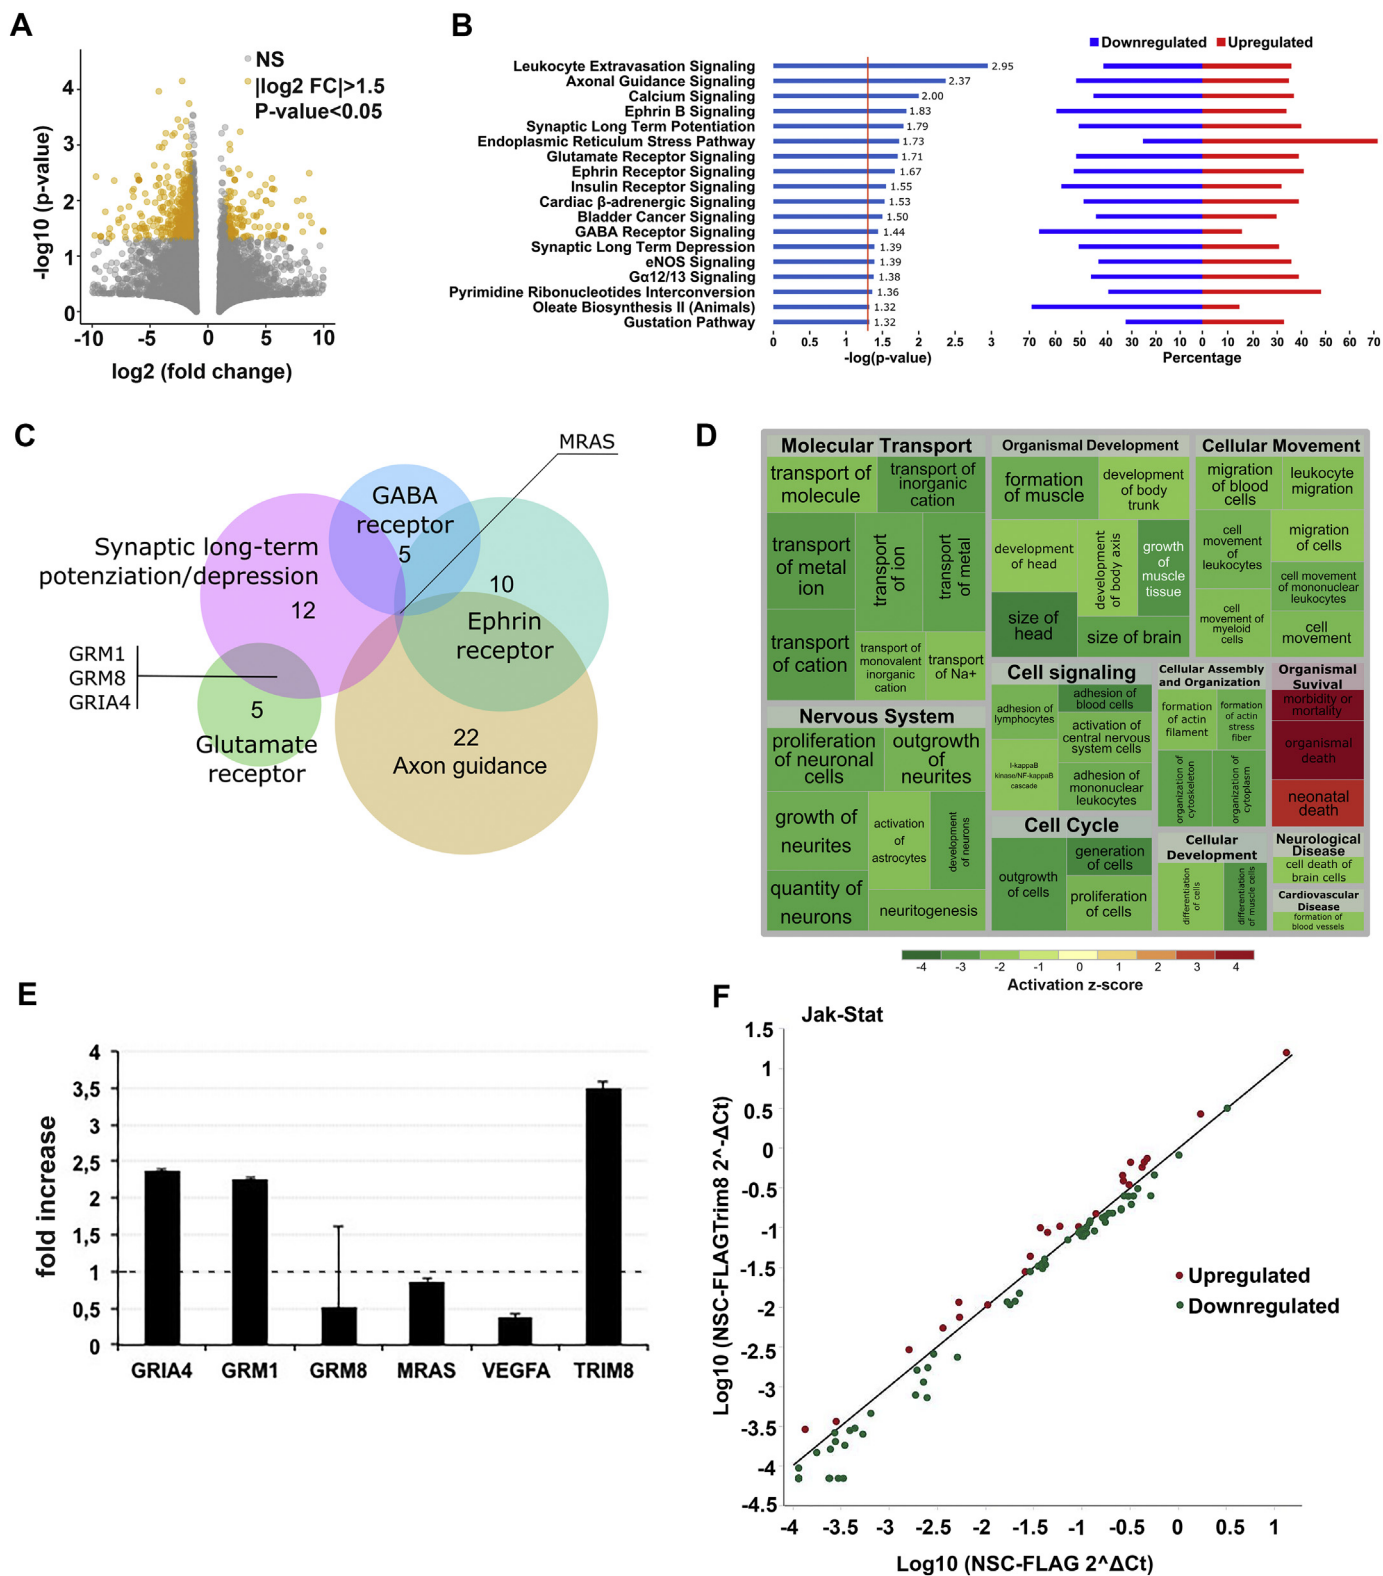 A
NS
|log2 FC|>1.5
P-value<0.05
4
3
2
1
0
-log10 (p-value)
-10
-5
0
5
10
log2 (fold change)
B
Downregulated
Upregulated
Leukocyte Extravasation Signaling
2.95
Axonal Guidance Signaling
2.37
Calcium Signaling
2.00
Ephrin B Signaling
1.83
Synaptic Long Term Potentiation
1.79
Endoplasmic Reticulum Stress Pathway
1.73
Glutamate Receptor Signaling
1.71
Ephrin Receptor Signaling
1.67
Insulin Receptor Signaling
1.55
Cardiac β-adrenergic Signaling
1.53
Bladder Cancer Signaling
1.50
GABA Receptor Signaling
1.44
Synaptic Long Term Depression
1.39
eNOS Signaling
1.39
Gα12/13 Signaling
1.38
Pyrimidine Ribonucleotides Interconversion
1.36
Oleate Biosynthesis II (Animals)
1.32
Gustation Pathway
1.32
0 0.5 1 1.5 2 2.5 3
-log(p-value)
70 60 50 40 30 20 10 0 10 20 30 40 50 60 70
Percentage
C
MRAS
GABA
receptor
5
Synaptic long-term
potenziation/depression
12
10
Ephrin
receptor
GRM1
GRM8
GRIA4
5
Glutamate
receptor
22
Axon guidance
D
Molecular Transport
transport of
molecule
transport of
inorganic
cation
transport
of metal
ion
transport
of ion
transport
of metal
transport
of cation
transport of
monovalent
inorganic
cation
transport
of Na+
Nervous System
proliferation
of neuronal
cells
outgrowth
of
neurites
growth of
neurites
activation
of
astrocytes
development
of neurons
quantity of
neurons
neuritogenesis
Organismal Development
formation
of muscle
development
of body
trunk
development
of head
development
of body axis
growth
of
muscle
tissue
size of
head
size of brain
Cell signaling
adhesion of
lymphocytes
adhesion of
blood cells
activation of
central nervous
system cells
I-kappaB
kinase/NF-kappaB
cascade
adhesion of
mononuclear
leukocytes
Cell Cycle
outgrowth
of cells
generation
of cells
proliferation
of cells
Cellular Movement
migration
of blood
cells
leukocyte
migration
cell
movement
of
leukocytes
migration
of cells
cell movement
of mononuclear
leukocytes
cell
movement of
myeloid
cells
cell
movement
Cellular Assembly
and Organization
formation
of actin
filament
formation
of actin
stress
fiber
organization of
cytoskeleton
organization of
cytoplasm
Cellular
Development
differentiation
of cells
differentiation
of muscle cells
Organismal
Suvival
morbidity or
mortality
organismal
death
neonatal
death
Neurological
Disease
cell death of
brain cells
Cardiovascular
Disease
formation of
blood vessels
-4 -3 -2 -1 0 1 2 3 4
Activation z-score
E
4
3,5
3
2,5
2
1,5
1
0,5
0
fold increase
GRIA4 GRM1 GRM8 MRAS VEGFA TRIM8
F
Jak-Stat
1.5
1
0.5
0
-0.5
-1
-1.5
-2
-2.5
-3
-3.5
-4
-4.5
Log10 (NSC-FLAGTrim8 2^-ΔCt)
Upregulated
Downregulated
-4 -3.5 -3 -2.5 -2 -1.5 -1 -0.5 0 0.5 1
Log10 (NSC-FLAG 2^ΔCt)